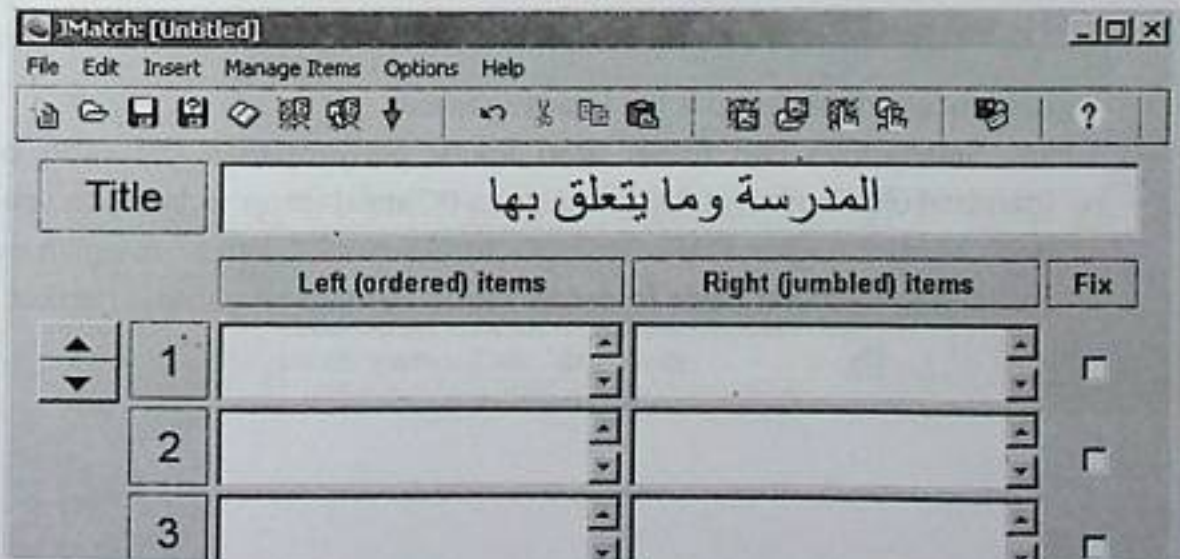 JMatch: [Untitled]
File Edit Insert Manage Items Options Help
?
Title
المدرسة وما يتعلق بها
Left (ordered) items Right (jumbled) items Fix
1
2
3